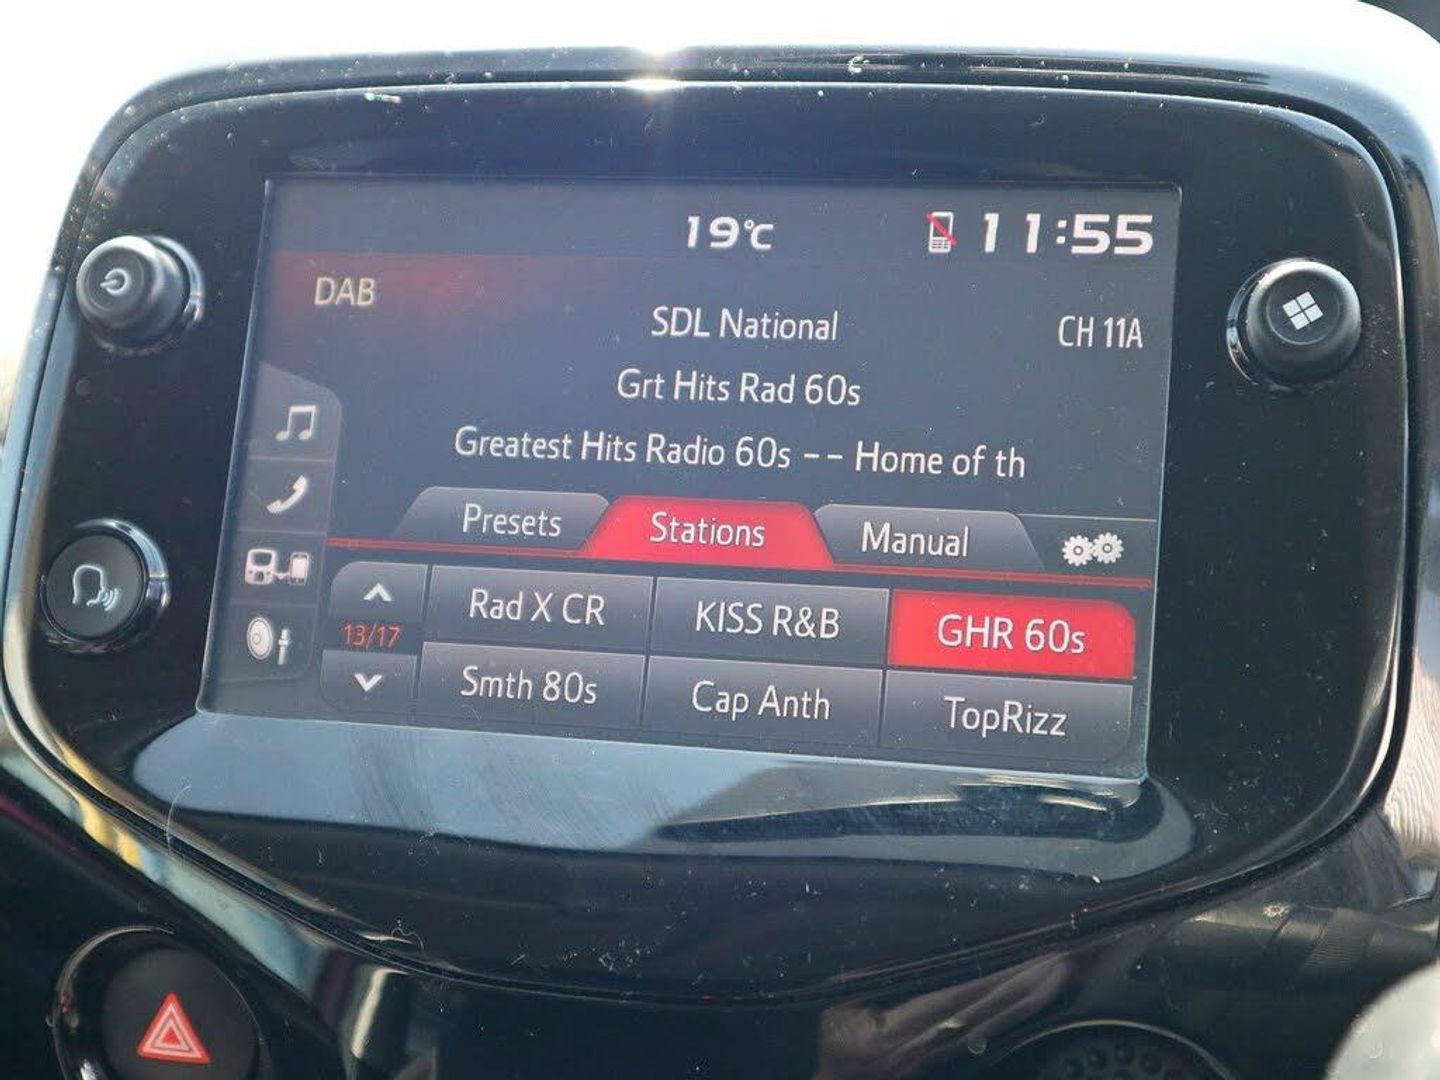 19°C 11:55
DAB
SDL National CH 11A
Grt Hits Rad 60s
Greatest Hits Radio 60s -- Home of th
Presets Stations Manual
Rad X CR KISS R&B GHR 60s
13/17
Smth 80s Cap Anth TopRizz